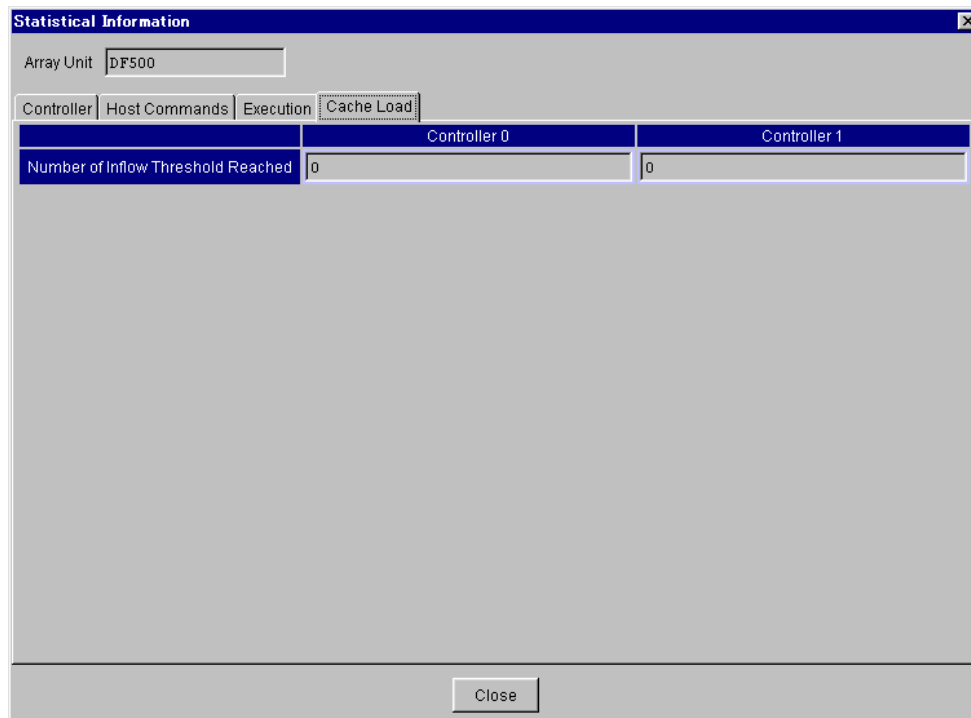 Statistical Information
Array Unit DF500
Controller Host Commands Execution Cache Load
Controller 0 Controller 1
Number of Inflow Threshold Reached 0 0
Close